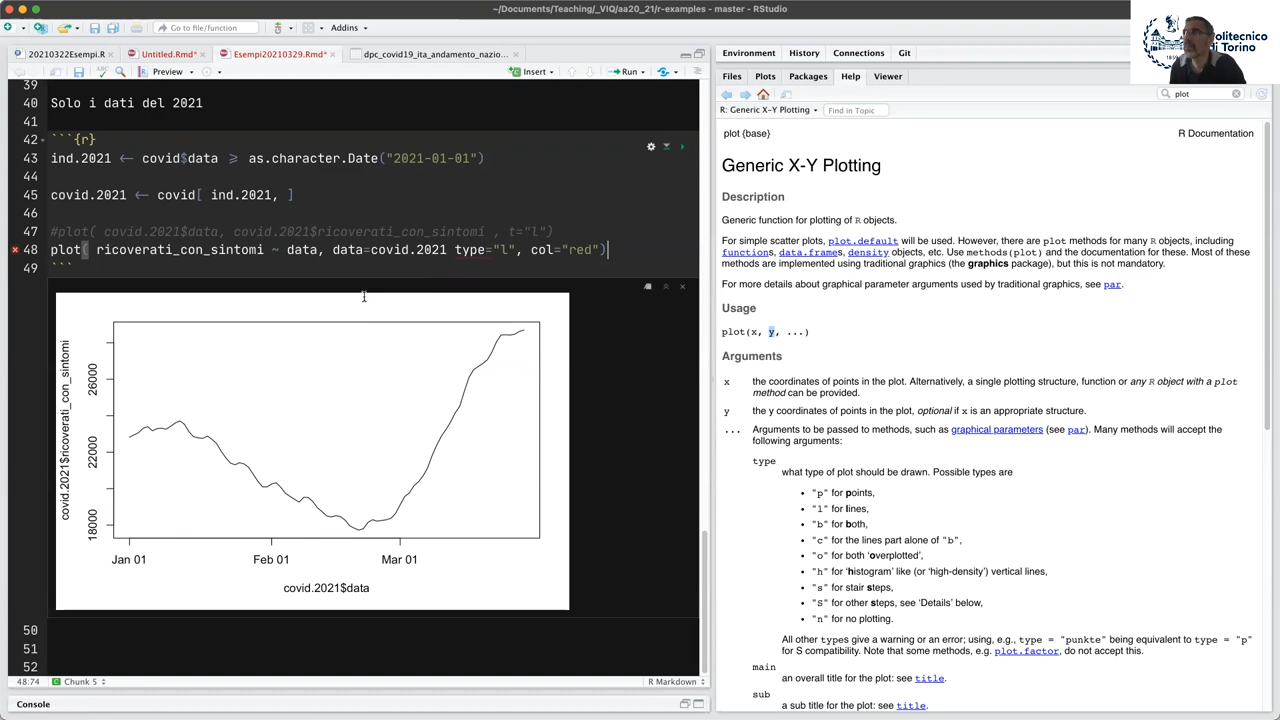 ~/Documents/Teaching/_VIQ/aa20_21/r-examples - master - RStudio
Go to file/function
Addins
20210322Esempi.R
Untitled.Rmd*
Esempi20210329.Rmd*
dpc_covid19_ita_andamento_nazio...
Preview
Insert
Run
39
40 Solo i dati del 2021
41
42 ```{r}
43 ind.2021 <- covid$data >= as.character.Date("2021-01-01")
44
45 covid.2021 <- covid[ ind.2021, ]
46
47 #plot( covid.2021$data, covid.2021$ricoverati_con_sintomi , t="l")
48 plot( ricoverati_con_sintomi ~ data, data=covid.2021 type="l", col="red")
49 ```
covid.2021$ricoverati_con_sintomi
26000
22000
18000
Jan 01
Feb 01
Mar 01
covid.2021$data
50
51
52
48:74
Chunk 5
R Markdown
Console
Environment
History
Connections
Git
Files
Plots
Packages
Help
Viewer
plot
R: Generic X-Y Plotting
Find in Topic
Politecnico
di Torino
plot {base}
R Documentation
Generic X-Y Plotting
Description
Generic function for plotting of R objects.
For simple scatter plots, plot.default will be used. However, there are plot methods for many R objects, including
functions, data.frames, density objects, etc. Use methods(plot) and the documentation for these. Most of these
methods are implemented using traditional graphics (the graphics package), but this is not mandatory.
For more details about graphical parameter arguments used by traditional graphics, see par.
Usage
plot(x, y, ...)
Arguments
x the coordinates of points in the plot. Alternatively, a single plotting structure, function or any R object with a plot
method can be provided.
y the y coordinates of points in the plot, optional if x is an appropriate structure.
... Arguments to be passed to methods, such as graphical parameters (see par). Many methods will accept the
following arguments:
type
what type of plot should be drawn. Possible types are
• "p" for points,
• "l" for lines,
• "b" for both,
• "c" for the lines part alone of "b",
• "o" for both ‘overplotted’,
• "h" for ‘histogram’ like (or ‘high-density’) vertical lines,
• "s" for stair steps,
• "S" for other steps, see ‘Details’ below,
• "n" for no plotting.
All other types give a warning or an error; using, e.g., type = "punkte" being equivalent to type = "p"
for S compatibility. Note that some methods, e.g. plot.factor, do not accept this.
main
an overall title for the plot: see title.
sub
a sub title for the plot: see title.